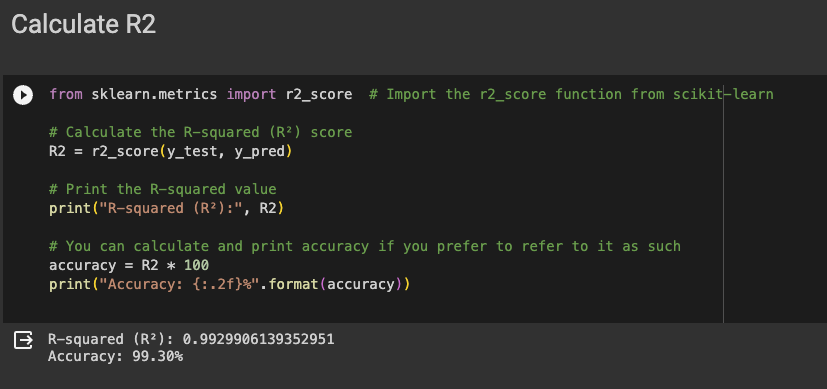 Calculate R2
from sklearn.metrics import r2_score  # Import the r2_score function from scikit-learn
# Calculate the R-squared (R²) score
R2 = r2_score(y_test, y_pred)
# Print the R-squared value
print("R-squared (R²):", R2)
# You can calculate and print accuracy if you prefer to refer to it as such
accuracy = R2 * 100
print("Accuracy: {:.2f}%".format(accuracy))
R-squared (R²): 0.9929906139352951
Accuracy: 99.30%